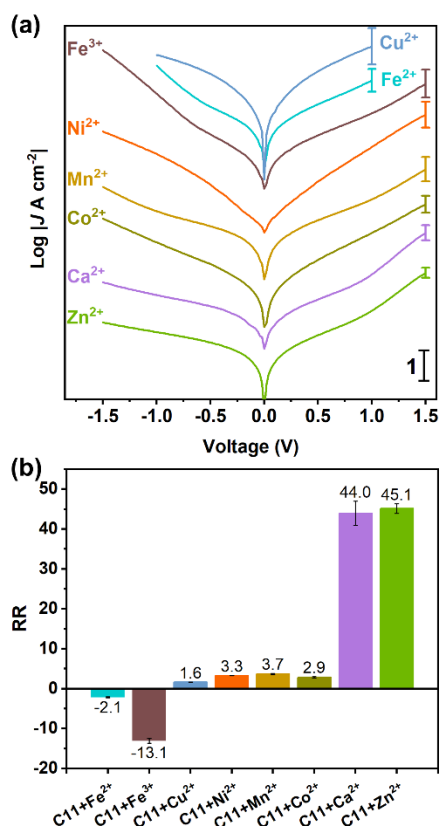 (a)
Fe³⁺
Cu²⁺
Fe²⁺
Ni²⁺
Mn²⁺
Co²⁺
Ca²⁺
Zn²⁺
1
Log |J A cm⁻²|
-1.5 -1.0 -0.5 0.0 0.5 1.0 1.5
Voltage (V)
(b)
RR
50
40
30
20
10
0
-10
-20
-2.1
-13.1
1.6
3.3
3.7
2.9
44.0
45.1
C11+Fe²⁺
C11+Fe³⁺
C11+Cu²⁺
C11+Ni²⁺
C11+Mn²⁺
C11+Co²⁺
C11+Ca²⁺
C11+Zn²⁺